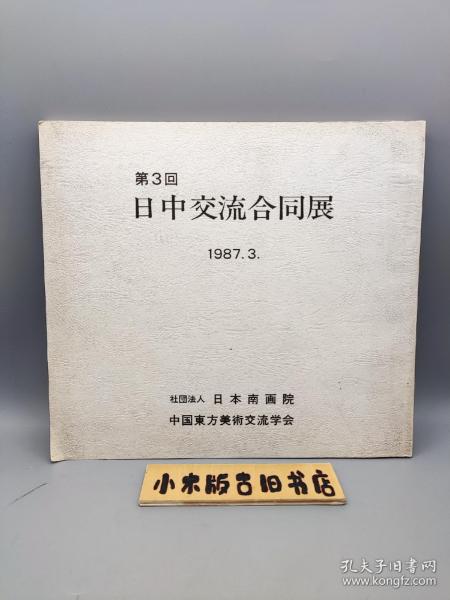 第3回
日中交流合同展
1987.3.
社団法人 日本南画院
中国東方美術交流学会
小木版古旧书店
孔夫子旧书网
www.kongfz.com